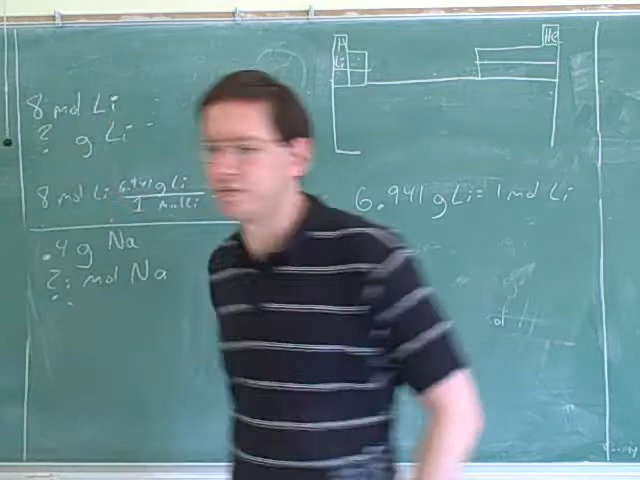 H
He
Li
8 mol Li
? g Li
8 mol Li 6.941 g Li
1 mol Li
6.941 g Li = 1 mol Li
.4 g Na
? mol Na